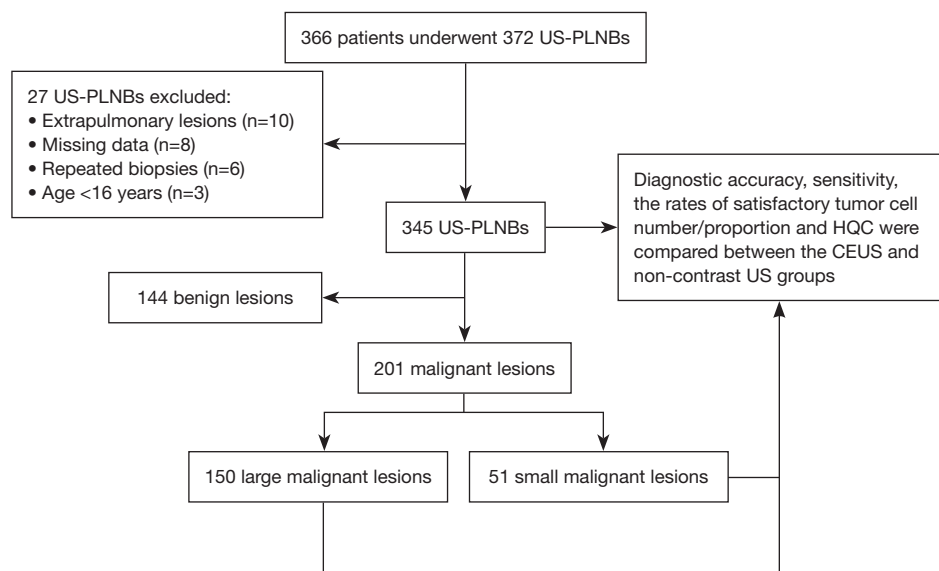 366 patients underwent 372 US-PLNBs
27 US-PLNBs excluded:
• Extrapulmonary lesions (n=10)
• Missing data (n=8)
• Repeated biopsies (n=6)
• Age <16 years (n=3)
345 US-PLNBs
Diagnostic accuracy, sensitivity,
the rates of satisfactory tumor cell
number/proportion and HQC were
compared between the CEUS and
non-contrast US groups
144 benign lesions
201 malignant lesions
150 large malignant lesions
51 small malignant lesions